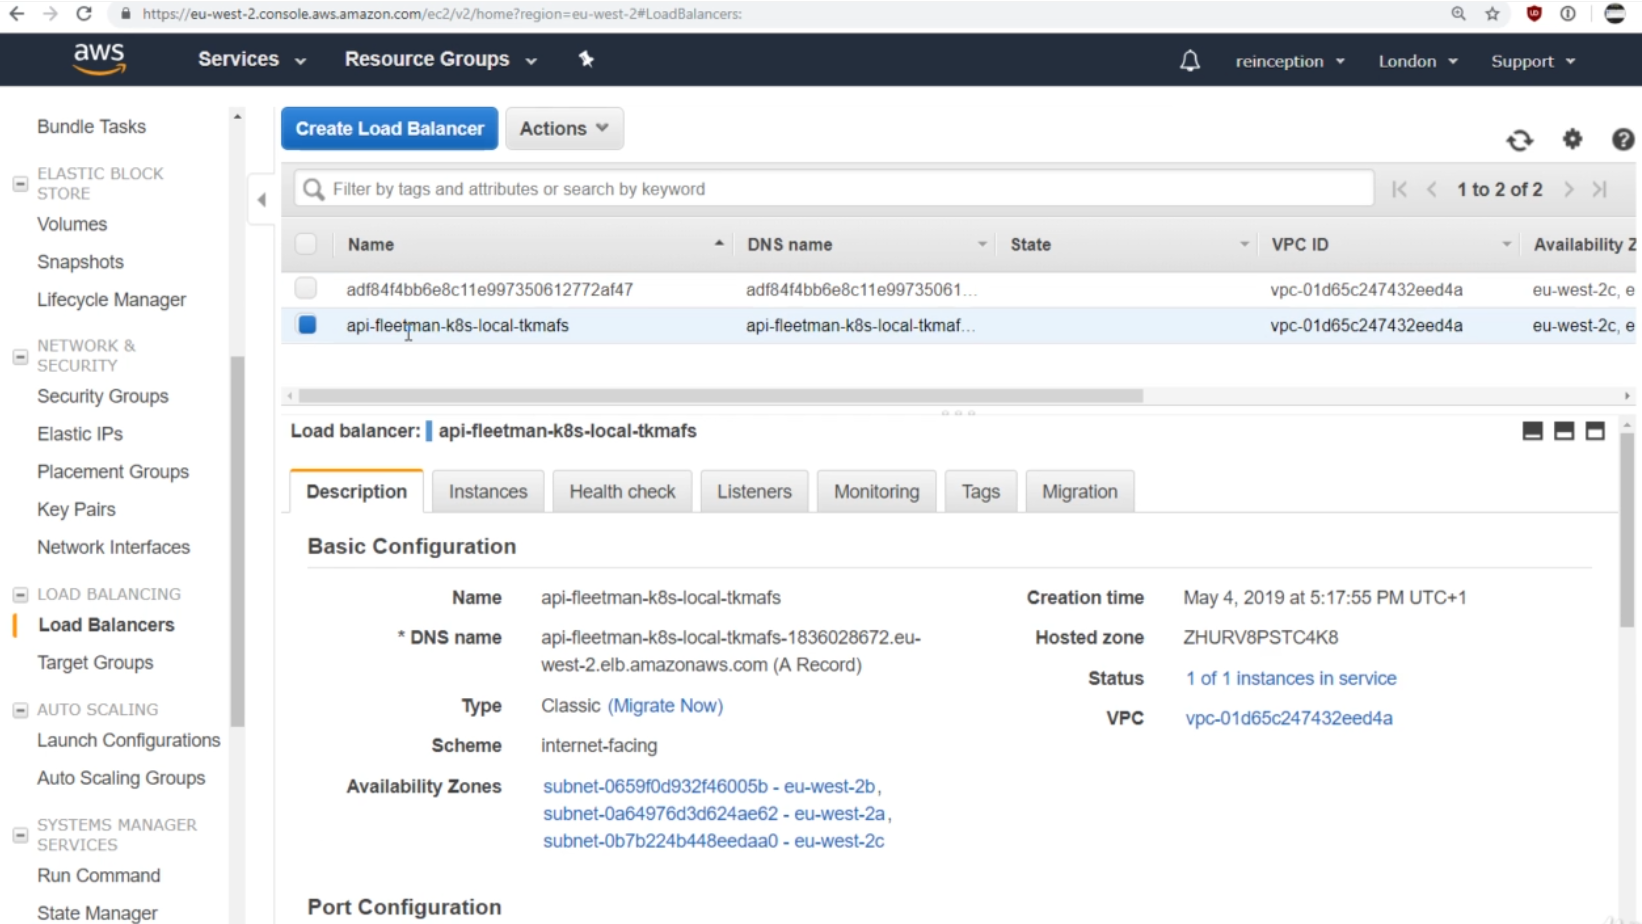 https://eu-west-2.console.aws.amazon.com/ec2/v2/home?region=eu-west-2#LoadBalancers:
aws
Services
Resource Groups
reinception
London
Support
Bundle Tasks
ELASTIC BLOCK
STORE
Volumes
Snapshots
Lifecycle Manager
NETWORK &
SECURITY
Security Groups
Elastic IPs
Placement Groups
Key Pairs
Network Interfaces
LOAD BALANCING
Load Balancers
Target Groups
AUTO SCALING
Launch Configurations
Auto Scaling Groups
SYSTEMS MANAGER
SERVICES
Run Command
State Manager
Create Load Balancer
Actions
Filter by tags and attributes or search by keyword
1 to 2 of 2
Name DNS name State VPC ID Availability Z
adf84f4bb6e8c11e997350612772af47 adf84f4bb6e8c11e99735061... vpc-01d65c247432eed4a eu-west-2c, e
api-fleetman-k8s-local-tkmafs api-fleetman-k8s-local-tkmaf... vpc-01d65c247432eed4a eu-west-2c, e
Load balancer: api-fleetman-k8s-local-tkmafs
Description Instances Health check Listeners Monitoring Tags Migration
Basic Configuration
Name api-fleetman-k8s-local-tkmafs
* DNS name api-fleetman-k8s-local-tkmafs-1836028672.eu-
west-2.elb.amazonaws.com (A Record)
Type Classic (Migrate Now)
Scheme internet-facing
Availability Zones subnet-0659f0d932f46005b - eu-west-2b,
subnet-0a64976d3d624ae62 - eu-west-2a,
subnet-0b7b224b448eedaa0 - eu-west-2c
Creation time May 4, 2019 at 5:17:55 PM UTC+1
Hosted zone ZHURV8PSTC4K8
Status 1 of 1 instances in service
VPC vpc-01d65c247432eed4a
Port Configuration